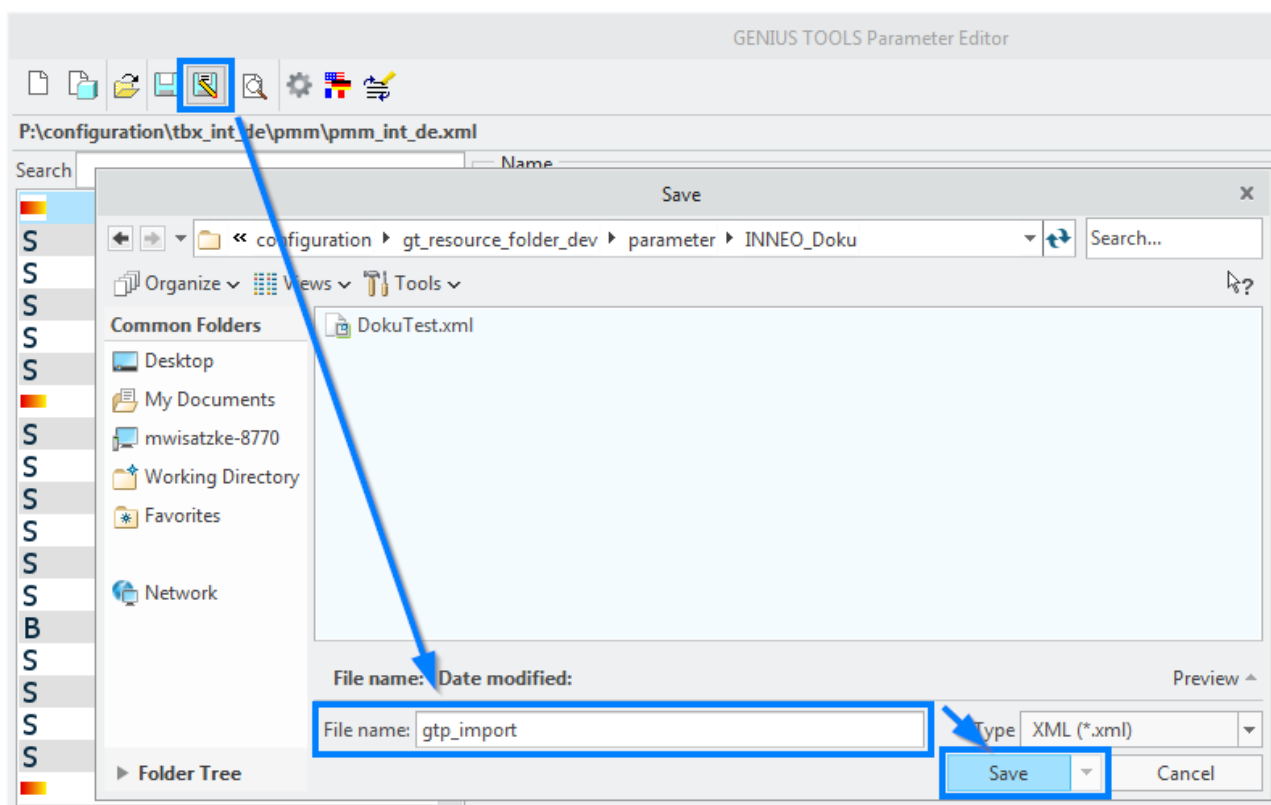 GENIUS TOOLS Parameter Editor
P:\configuration\tbx_int_de\pmm\pmm_int_de.xml
Search
Name
Save
x
« configuration gt_resource_folder_dev parameter INNEO_Doku
Search...
Organize Views Tools
?
Common Folders
DokuTest.xml
Desktop
My Documents
mwisatzke-8770
Working Directory
Favorites
Network
File name: Date modified:
Preview
File name: gtp_import
Type XML (*.xml)
Folder Tree
Save
Cancel
S
S
S
S
S
S
S
S
S
S
S
B
S
S
S
S